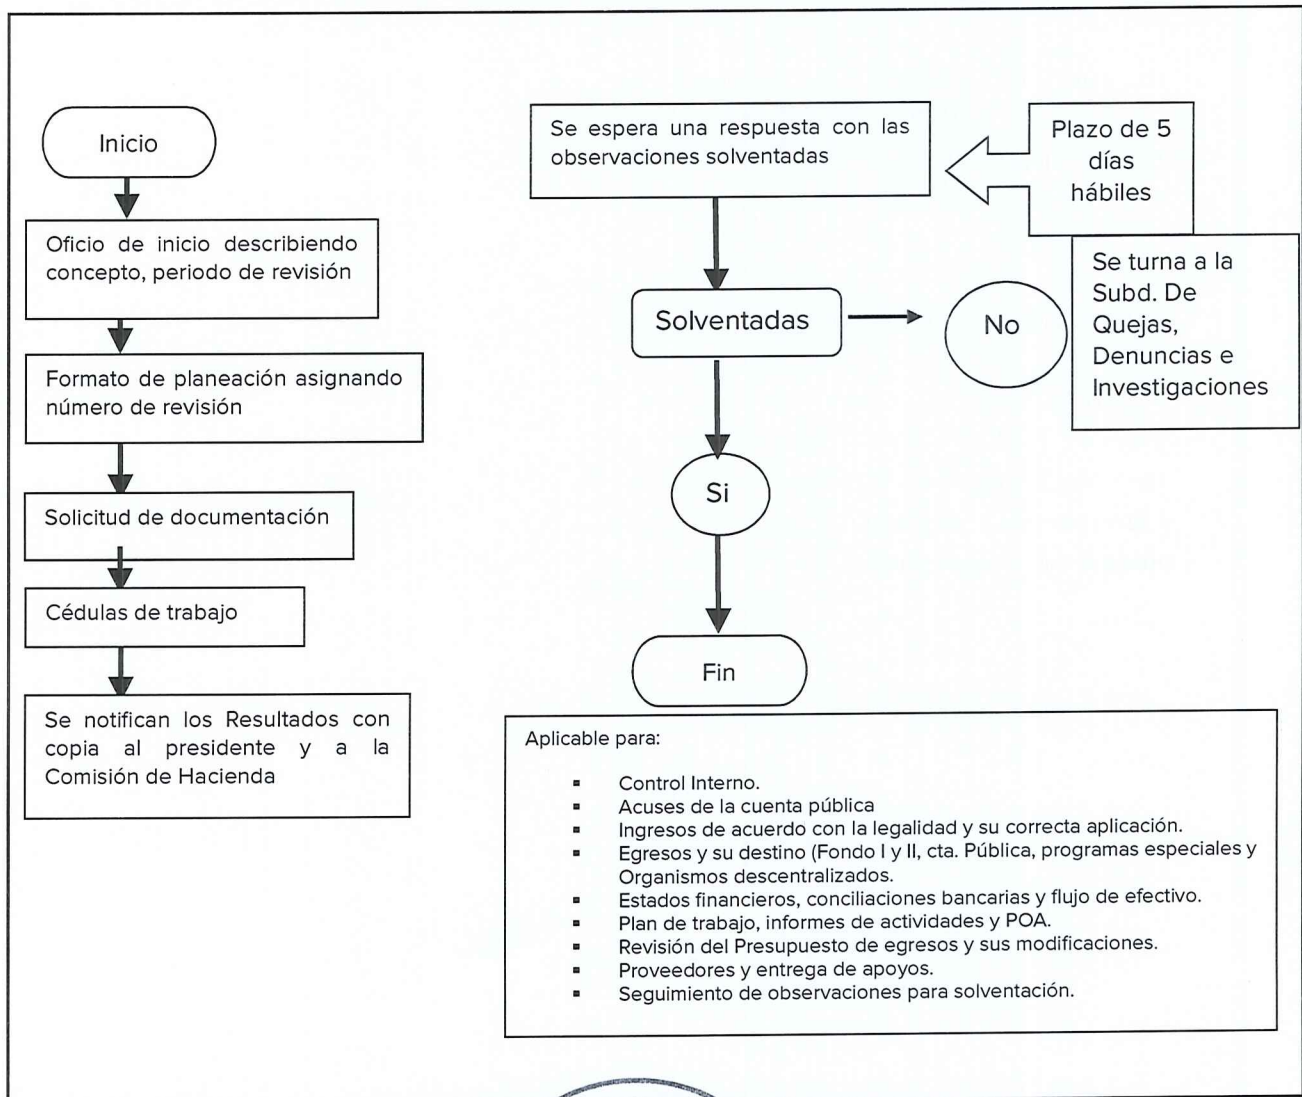 Inicio
Oficio de inicio describiendo
concepto, periodo de revisión
Formato de planeación asignando
número de revisión
Solicitud de documentación
Cédulas de trabajo
Se notifican los Resultados con
copia al presidente y a la
Comisión de Hacienda
Se espera una respuesta con las
observaciones solventadas
Plazo de 5
días
hábiles
Solventadas
No
Se turna a la
Subd. De
Quejas,
Denuncias e
Investigaciones
Si
Fin
Aplicable para:
▪ Control Interno.
▪ Acuses de la cuenta pública
▪ Ingresos de acuerdo con la legalidad y su correcta aplicación.
▪ Egresos y su destino (Fondo I y II, cta. Pública, programas especiales y
Organismos descentralizados.
▪ Estados financieros, conciliaciones bancarias y flujo de efectivo.
▪ Plan de trabajo, informes de actividades y POA.
▪ Revisión del Presupuesto de egresos y sus modificaciones.
▪ Proveedores y entrega de apoyos.
▪ Seguimiento de observaciones para solventación.